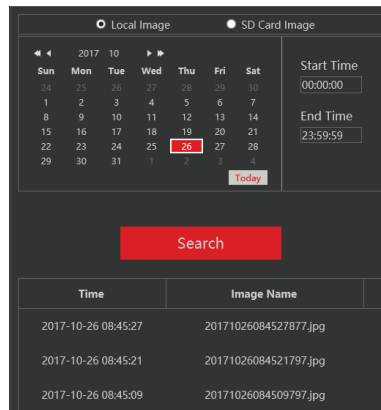 Local Image SD Card Image
2017 10
Sun Mon Tue Wed Thu Fri Sat
24 25 26 27 28 29 30
1 2 3 4 5 6 7
8 9 10 11 12 13 14
15 16 17 18 19 20 21
22 23 24 25 26 27 28
29 30 31 1 2 3 4
Today
Start Time
00:00:00
End Time
23:59:59
Search
Time Image Name
2017-10-26 08:45:27 20171026084527877.jpg
2017-10-26 08:45:21 20171026084521797.jpg
2017-10-26 08:45:09 20171026084509797.jpg